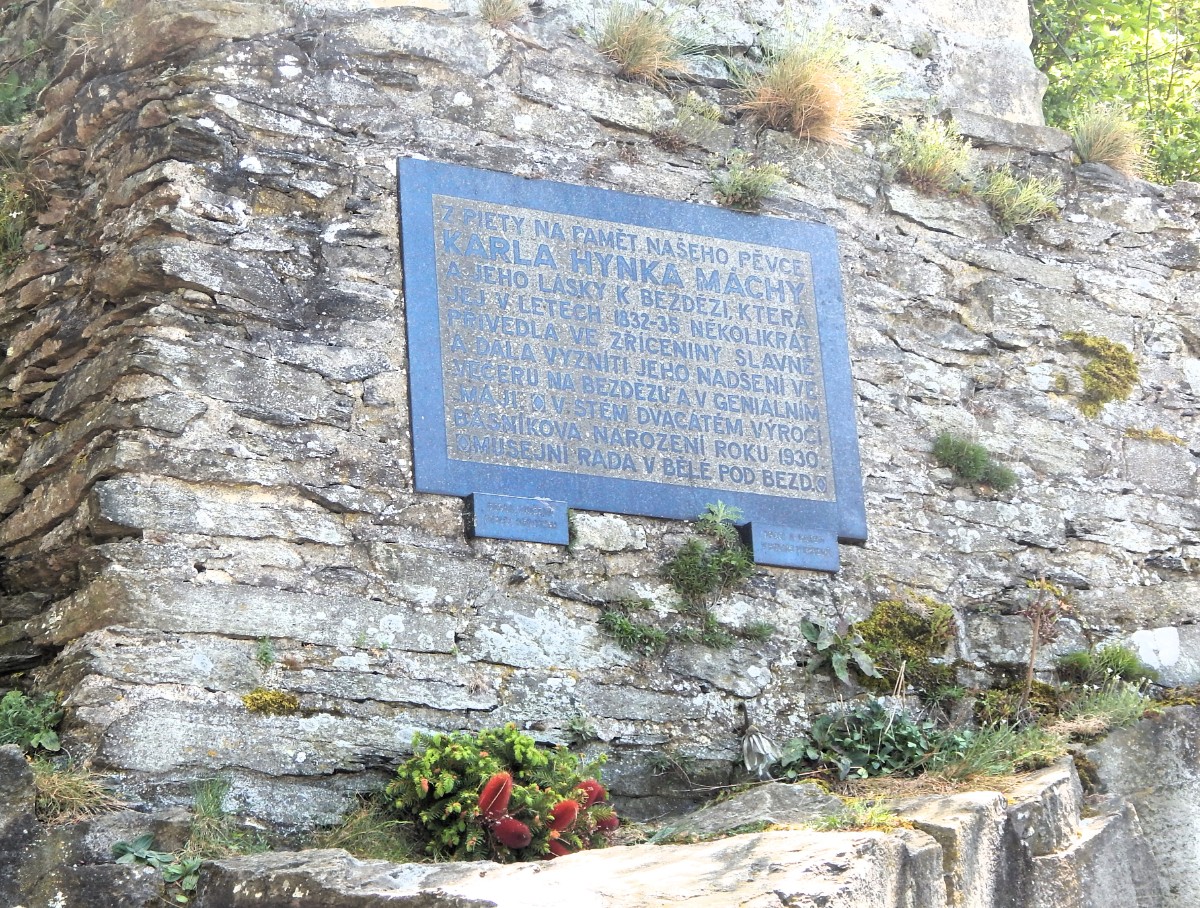 Z PIETY NA PAMĚT NAŠEHO PĚVCE
KARLA HYNKA MÁCHY
A JEHO LÁSKY K BEZDĚZI, KTERÁ
JEJ V LETECH 1832-35 NĚKOLIKRÁT
PŘIVEDLA VE ZŘÍCENINY SLAVNÉ
A DALA VYZNÍTI JEHO NADŠENÍ VE
VEČERU NA BEZDĚZU A V GENIÁLNÍM
MÁJI. V STÉM DVACÁTÉM VÝROČÍ
BÁSNÍKOVA NAROZENÍ ROKU 1930.
MUSEJNÍ RADA V BĚLÉ POD BEZD.